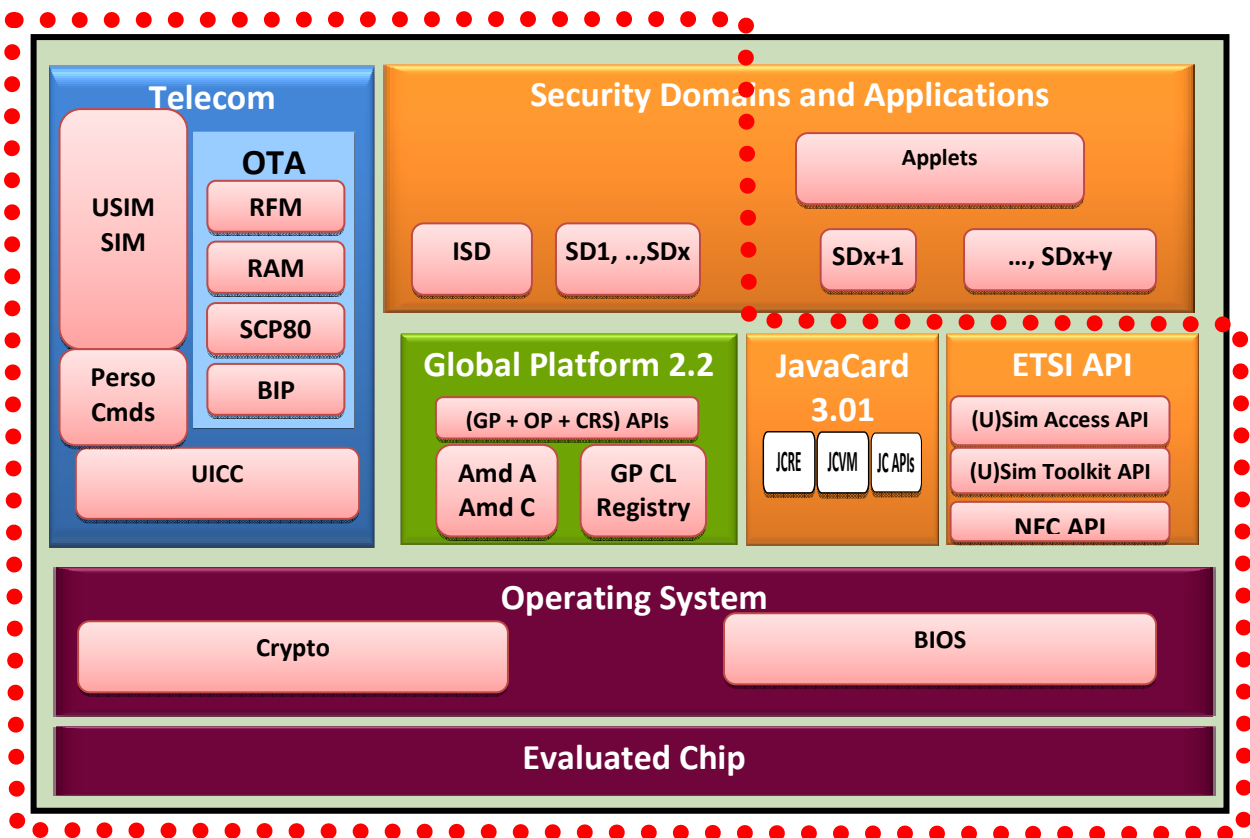 Telecom
USIM
SIM
OTA
RFM
RAM
SCP80
BIP
Perso
Cmds
UICC
Security Domains and Applications
Applets
ISD
SD1, ..,SDx
SDx+1
..., SDx+y
Global Platform 2.2
(GP + OP + CRS) APIs
Amd A
Amd C
GP CL
Registry
JavaCard
3.01
JCRE
JCVM
JC APIs
ETSI API
(U)Sim Access API
(U)Sim Toolkit API
NFC API
Operating System
Crypto
BIOS
Evaluated Chip